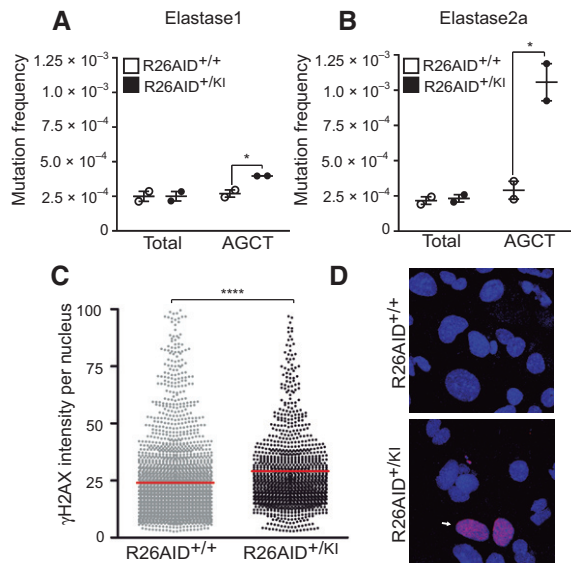 A
Elastase1
R26AID+/+
R26AID+/KI
Mutation frequency
1.25 × 10–3
1.00 × 10–3
7.5 × 10–4
5.0 × 10–4
2.5 × 10–4
0
*
Total
AGCT
B
Elastase2a
R26AID+/+
R26AID+/KI
Mutation frequency
1.25 × 10–3
1.00 × 10–3
7.5 × 10–4
5.0 × 10–4
2.5 × 10–4
0
*
Total
AGCT
C
****
γH2AX intensity per nucleus
100
75
50
25
0
R26AID+/+
R26AID+/KI
D
R26AID+/+
R26AID+/KI